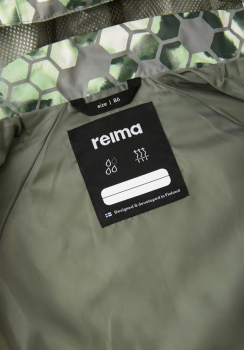 size | 86
reima
Designed & developed in Finland